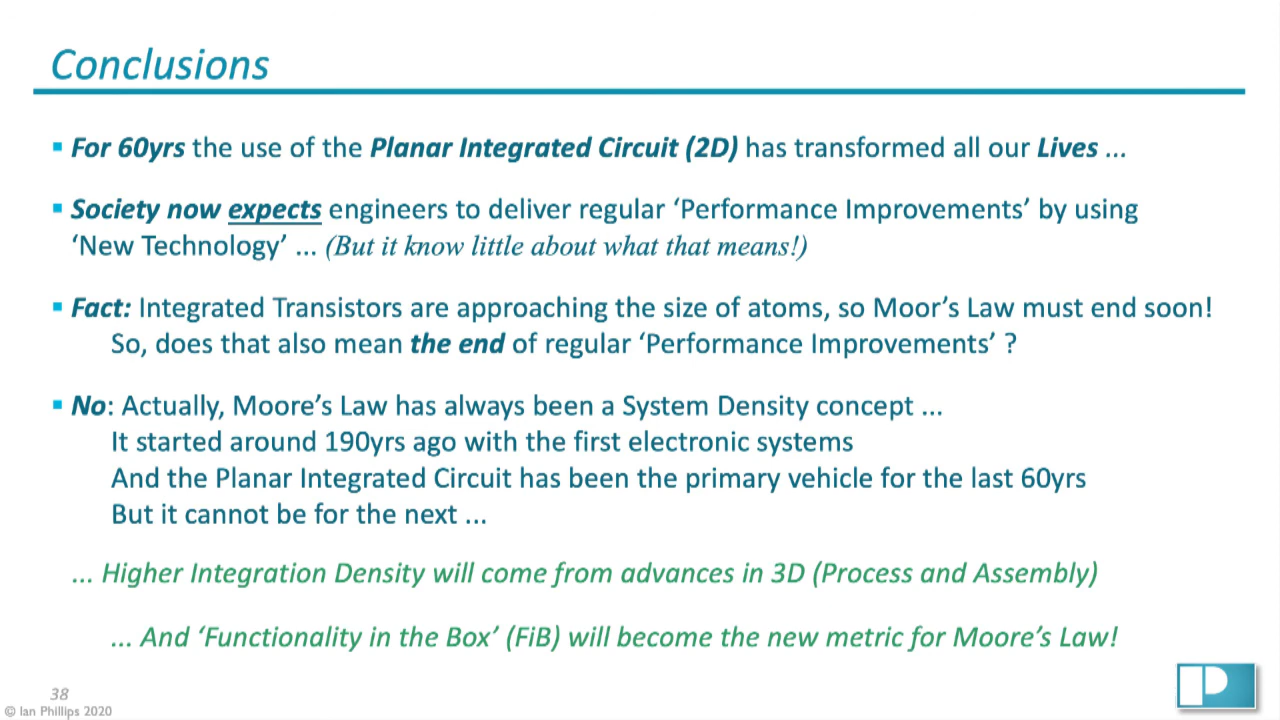 Conclusions
▪ For 60yrs the use of the Planar Integrated Circuit (2D) has transformed all our Lives ...
▪ Society now expects engineers to deliver regular ‘Performance Improvements’ by using
‘New Technology’ ... (But it know little about what that means!)
▪ Fact: Integrated Transistors are approaching the size of atoms, so Moor’s Law must end soon!
So, does that also mean the end of regular ‘Performance Improvements’ ?
▪ No: Actually, Moore’s Law has always been a System Density concept ...
It started around 190yrs ago with the first electronic systems
And the Planar Integrated Circuit has been the primary vehicle for the last 60yrs
But it cannot be for the next ...
... Higher Integration Density will come from advances in 3D (Process and Assembly)
... And ‘Functionality in the Box’ (FiB) will become the new metric for Moore’s Law!
38
© Ian Phillips 2020